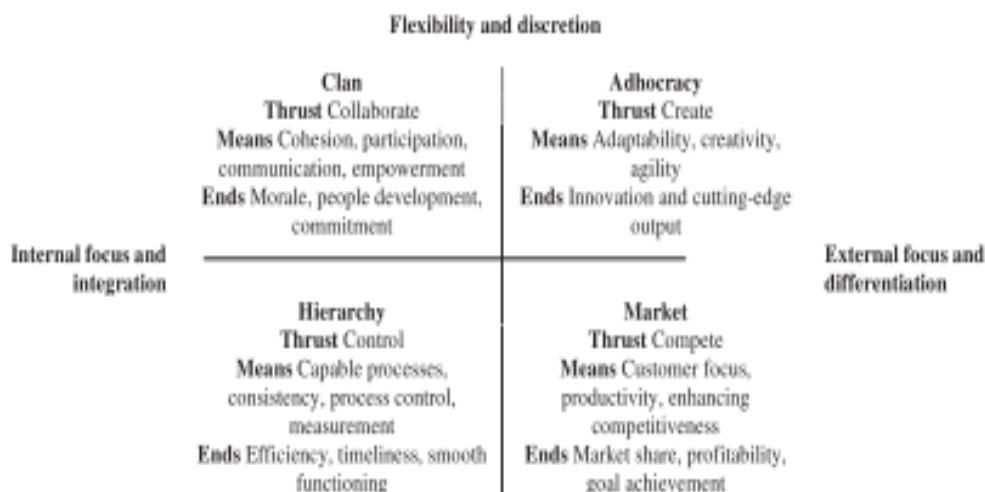 Flexibility and discretion
Clan
Thrust Collaborate
Means Cohesion, participation,
communication, empowerment
Ends Morale, people development,
commitment
Adhocracy
Thrust Create
Means Adaptability, creativity,
agility
Ends Innovation and cutting-edge
output
Internal focus and
integration
External focus and
differentiation
Hierarchy
Thrust Control
Means Capable processes,
consistency, process control,
measurement
Ends Efficiency, timeliness, smooth
functioning
Market
Thrust Compete
Means Customer focus,
productivity, enhancing
competitiveness
Ends Market share, profitability,
goal achievement